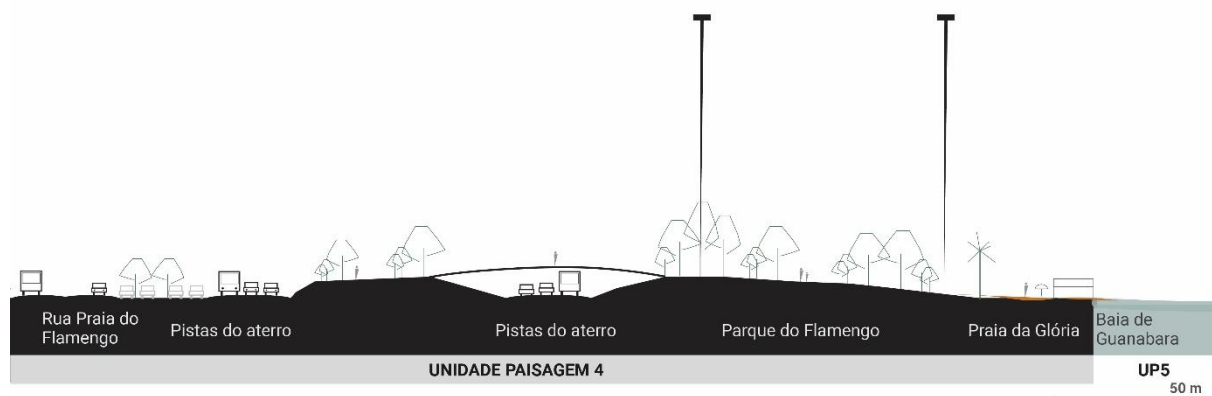 Rua Praia do
Flamengo
Pistas do aterro
Pistas do aterro
Parque do Flamengo
Praia da Glória
Baia de
Guanabara
UNIDADE PAISAGEM 4
UP5
50 m